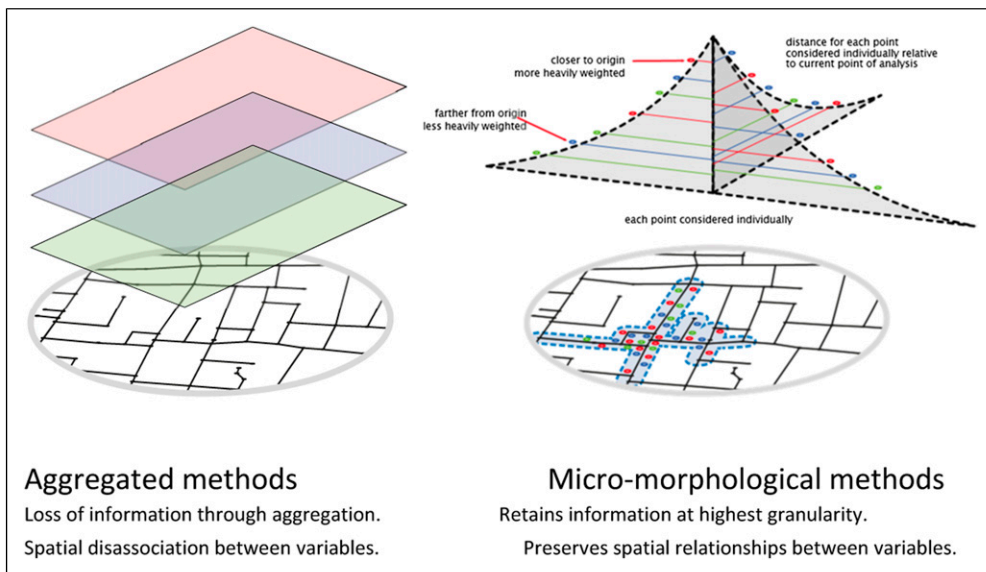 closer to origin
more heavily weighted
farther from origin
less heavily weighted
distance for each point
considered individually relative
to current point of analysis
each point considered individually
Aggregated methods
Loss of information through aggregation.
Spatial disassociation between variables.
Micro-morphological methods
Retains information at highest granularity.
Preserves spatial relationships between variables.